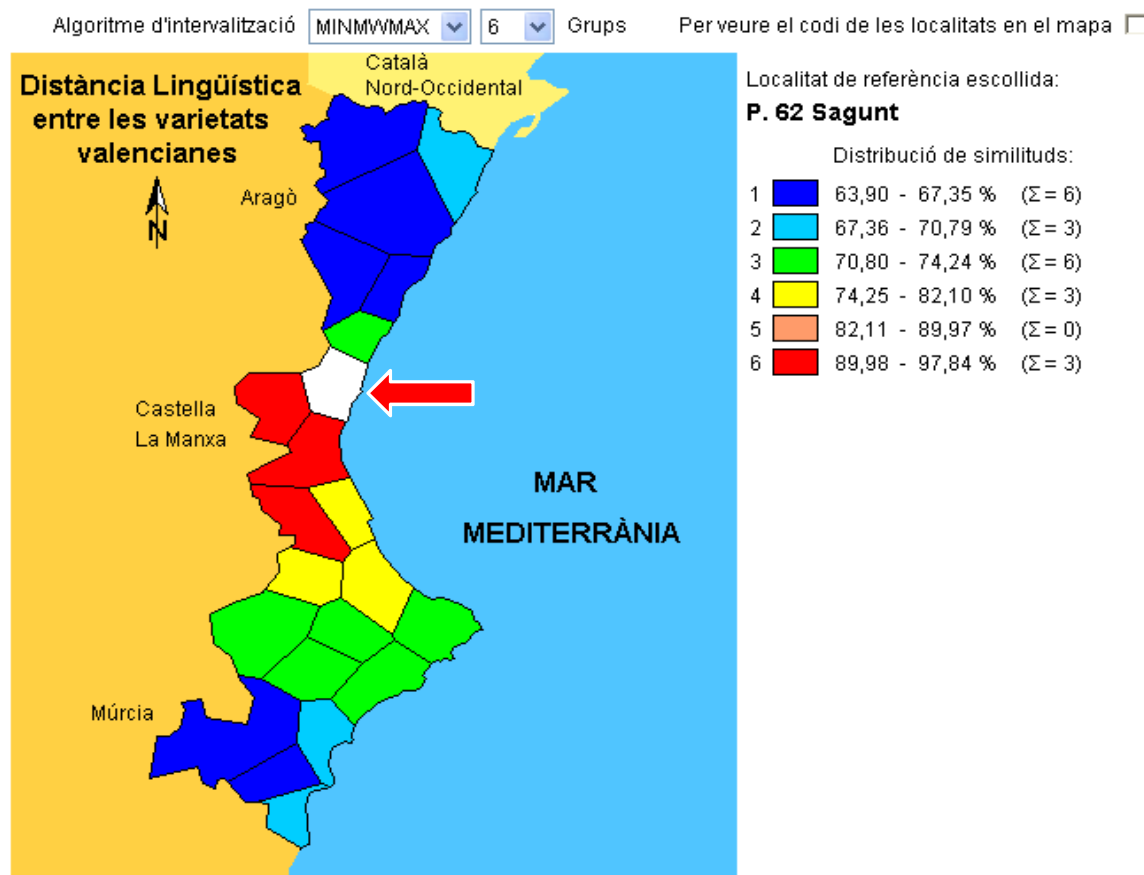 Algoritme d'intervalització MINMWMAX 6 Grups Per veure el codi de les localitats en el mapa
Distància Lingüística
entre les varietats
valencianes
N
Català
Nord-Occidental
Aragò
Castella
La Manxa
Múrcia
MAR
MEDITERRÀNIA
Localitat de referència escollida:
P. 62 Sagunt
Distribució de similituds:
1 63,90 - 67,35 % (Σ = 6)
2 67,36 - 70,79 % (Σ = 3)
3 70,80 - 74,24 % (Σ = 6)
4 74,25 - 82,10 % (Σ = 3)
5 82,11 - 89,97 % (Σ = 0)
6 89,98 - 97,84 % (Σ = 3)